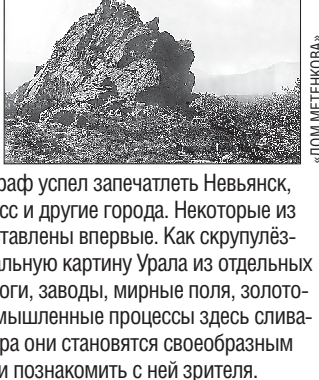 «ДОМ МЕТЕНКОВА»
раф успел запечатлеть Невьянск,
сс и другие города. Некоторые из
тавлены впервые. Как скрупулёз-
альную картину Урала из отдельных
оги, заводы, мирные поля, золото-
мышленные процессы здесь слива-
ра они становятся своеобразным
и познакомить с ней зрителя.